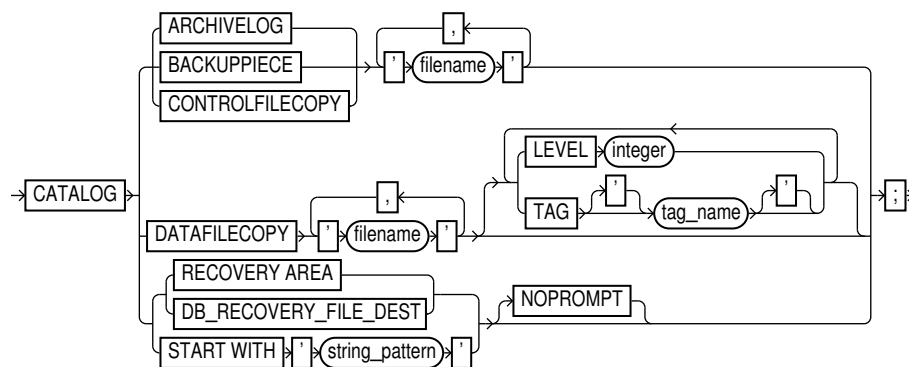 ARCHIVELOG
,
BACKUPPIECE ' filename '
CONTROLFILECOPY
LEVEL integer
CATALOG , TAG ' tag_name ' ;
DATAFILECOPY ' filename '
RECOVERY AREA
DB_RECOVERY_FILE_DEST NOPROMPT
START WITH ' string_pattern '